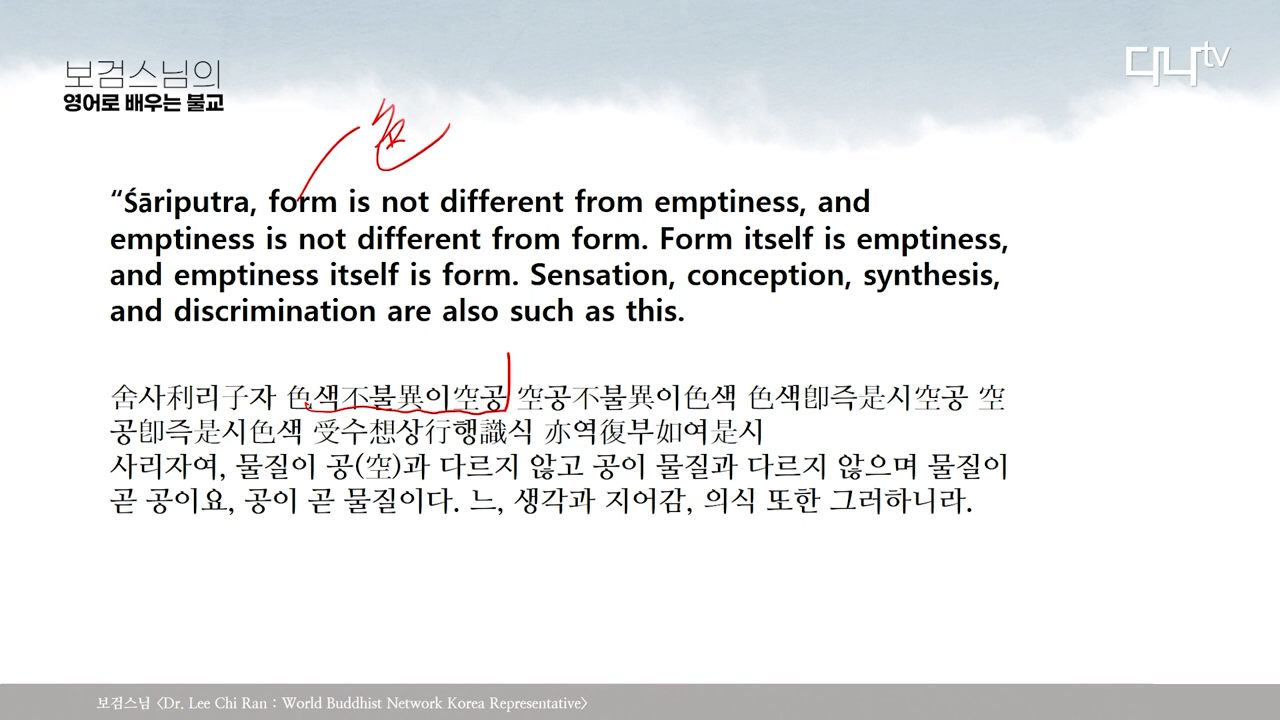 보검스님의
영어로 배우는 불교
다나tv
色
“Śāriputra, form is not different from emptiness, and
emptiness is not different from form. Form itself is emptiness,
and emptiness itself is form. Sensation, conception, synthesis,
and discrimination are also such as this.
舍사利리子자 色색不불異이空공 空공不불異이色색 色색卽즉是시空공 空
공卽즉是시色색 受수想상行행識식 亦역復부如여是시
사리자여, 물질이 공(空)과 다르지 않고 공이 물질과 다르지 않으며 물질이
곧 공이요, 공이 곧 물질이다. 느, 생각과 지어감, 의식 또한 그러하니라.
보검스님 <Dr. Lee Chi Ran : World Buddhist Network Korea Representative>